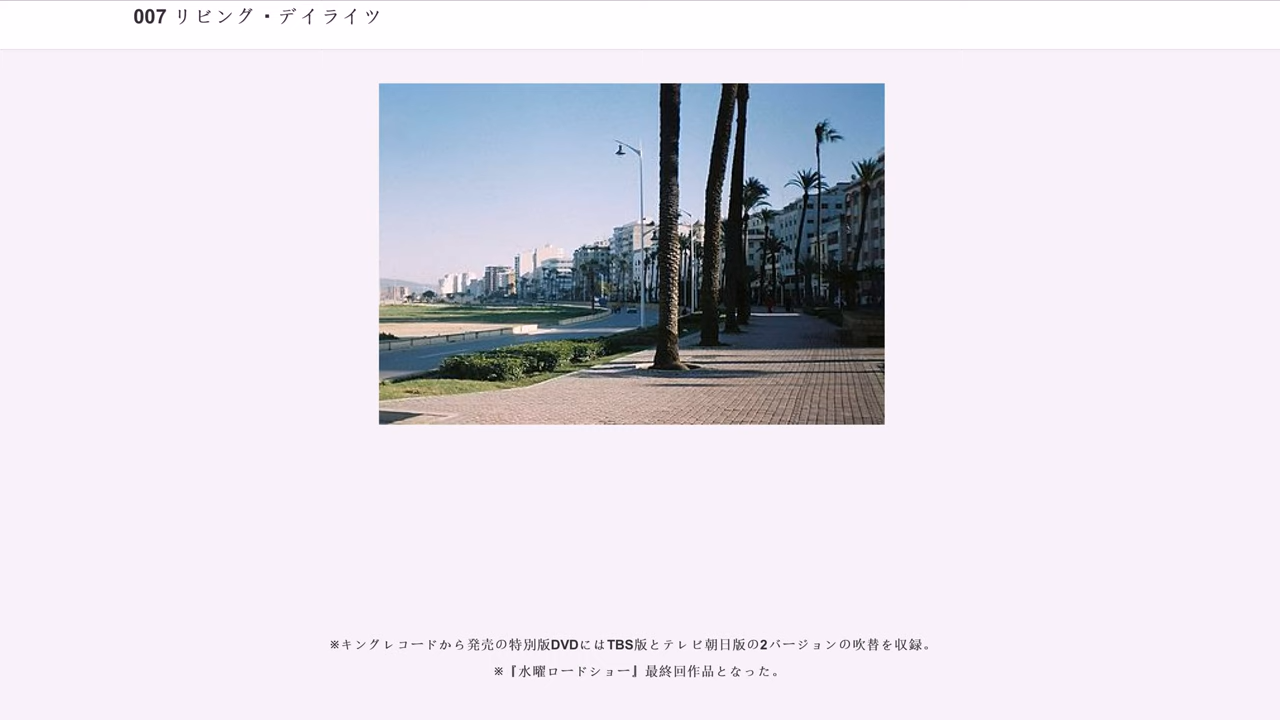 007 リビング・デイライツ
※キングレコードから発売の特別版DVDにはTBS版とテレビ朝日版の2バージョンの吹替を収録。
※『水曜ロードショー』最終回作品となった。